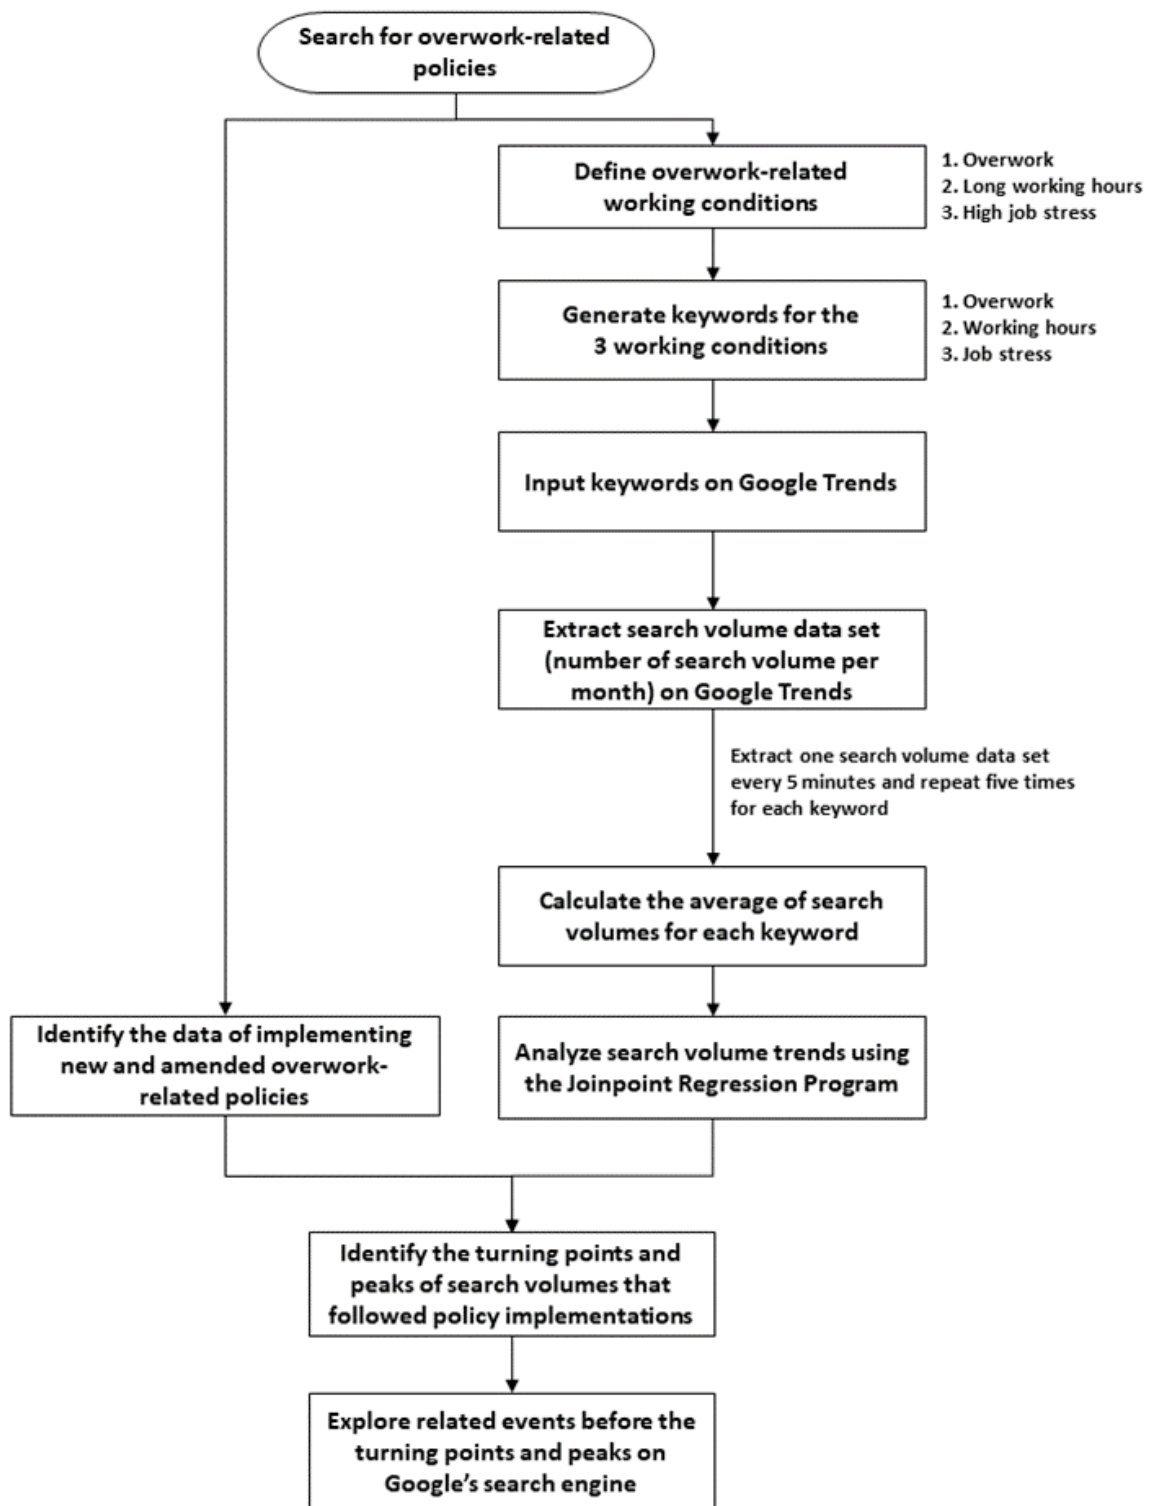 Search for overwork-related
policies
Define overwork-related
working conditions
1. Overwork
2. Long working hours
3. High job stress
Generate keywords for the
3 working conditions
1. Overwork
2. Working hours
3. Job stress
Input keywords on Google Trends
Extract search volume data set
(number of search volume per
month) on Google Trends
Extract one search volume data set
every 5 minutes and repeat five times
for each keyword
Calculate the average of search
volumes for each keyword
Identify the data of implementing
new and amended overwork-
related policies
Analyze search volume trends using
the Joinpoint Regression Program
Identify the turning points and
peaks of search volumes that
followed policy implementations
Explore related events before the
turning points and peaks on
Google’s search engine